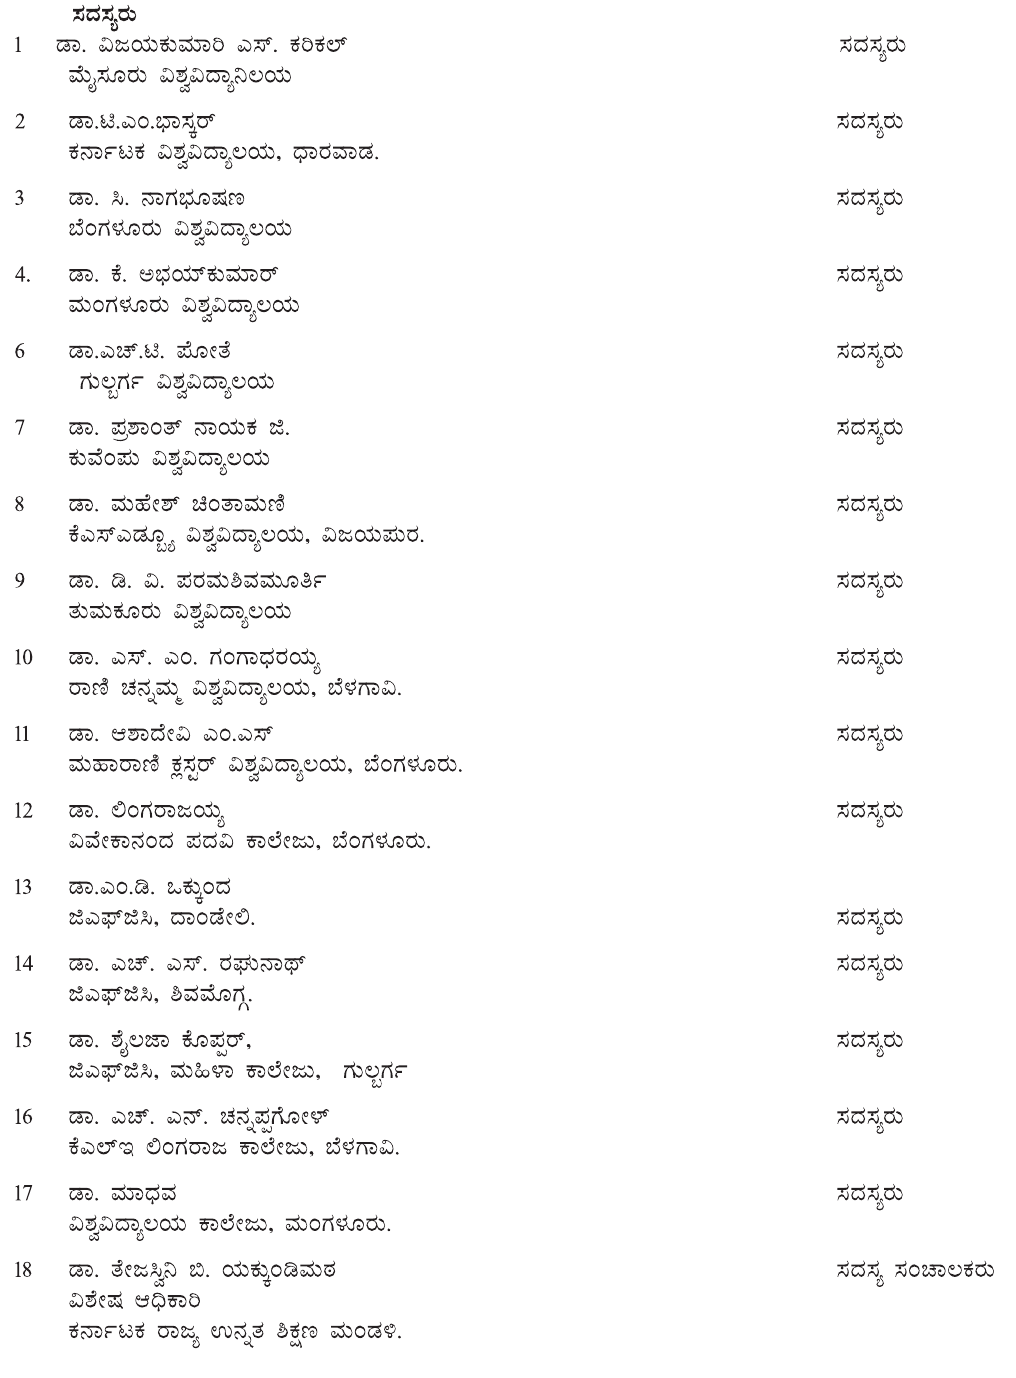 ಸದಸ್ಯರು
1 ಡಾ. ವಿಜಯಕುಮಾರಿ ಎಸ್. ಕರಿಕಲ್ ಸದಸ್ಯರು
ಮೈಸೂರು ವಿಶ್ವವಿದ್ಯಾನಿಲಯ
2 ಡಾ.ಟಿ.ಎಂ.ಭಾಸ್ಕರ್ ಸದಸ್ಯರು
ಕರ್ನಾಟಕ ವಿಶ್ವವಿದ್ಯಾಲಯ, ಧಾರವಾಡ.
3 ಡಾ. ಸಿ. ನಾಗಭೂಷಣ ಸದಸ್ಯರು
ಬೆಂಗಳೂರು ವಿಶ್ವವಿದ್ಯಾಲಯ
4. ಡಾ. ಕೆ. ಅಭಯ್‌ಕುಮಾರ್ ಸದಸ್ಯರು
ಮಂಗಳೂರು ವಿಶ್ವವಿದ್ಯಾಲಯ
6 ಡಾ.ಎಚ್.ಟಿ. ಪೋತೆ ಸದಸ್ಯರು
ಗುಲ್ಬರ್ಗ ವಿಶ್ವವಿದ್ಯಾಲಯ
7 ಡಾ. ಪ್ರಶಾಂತ್ ನಾಯಕ ಜಿ. ಸದಸ್ಯರು
ಕುವೆಂಪು ವಿಶ್ವವಿದ್ಯಾಲಯ
8 ಡಾ. ಮಹೇಶ್ ಚಿಂತಾಮಣಿ ಸದಸ್ಯರು
ಕೆಎಸ್‌ಎಡ್ಬ್ಯೂ ವಿಶ್ವವಿದ್ಯಾಲಯ, ವಿಜಯಪುರ.
9 ಡಾ. ಡಿ. ವಿ. ಪರಮಶಿವಮೂರ್ತಿ ಸದಸ್ಯರು
ತುಮಕೂರು ವಿಶ್ವವಿದ್ಯಾಲಯ
10 ಡಾ. ಎಸ್. ಎಂ. ಗಂಗಾಧರಯ್ಯ ಸದಸ್ಯರು
ರಾಣಿ ಚನ್ನಮ್ಮ ವಿಶ್ವವಿದ್ಯಾಲಯ, ಬೆಳಗಾವಿ.
11 ಡಾ. ಆಶಾದೇವಿ ಎಂ.ಎಸ್ ಸದಸ್ಯರು
ಮಹಾರಾಣಿ ಕ್ಲಸ್ಟರ್ ವಿಶ್ವವಿದ್ಯಾಲಯ, ಬೆಂಗಳೂರು.
12 ಡಾ. ಲಿಂಗರಾಜಯ್ಯ ಸದಸ್ಯರು
ವಿವೇಕಾನಂದ ಪದವಿ ಕಾಲೇಜು, ಬೆಂಗಳೂರು.
13 ಡಾ.ಎಂ.ಡಿ. ಒಕ್ಕುಂದ
ಜಿಎಫ್‌ಜಿಸಿ, ದಾಂಡೇಲಿ. ಸದಸ್ಯರು
14 ಡಾ. ಎಚ್. ಎಸ್. ರಘುನಾಥ್ ಸದಸ್ಯರು
ಜಿಎಫ್‌ಜಿಸಿ, ಶಿವಮೊಗ್ಗ.
15 ಡಾ. ಶೈಲಜಾ ಕೊಪ್ಪರ್, ಸದಸ್ಯರು
ಜಿಎಫ್‌ಜಿಸಿ, ಮಹಿಳಾ ಕಾಲೇಜು, ಗುಲ್ಬರ್ಗ
16 ಡಾ. ಎಚ್. ಎನ್. ಚನ್ನಪ್ಪಗೋಳ್ ಸದಸ್ಯರು
ಕೆಎಲ್‌ಇ ಲಿಂಗರಾಜ ಕಾಲೇಜು, ಬೆಳಗಾವಿ.
17 ಡಾ. ಮಾಧವ ಸದಸ್ಯರು
ವಿಶ್ವವಿದ್ಯಾಲಯ ಕಾಲೇಜು, ಮಂಗಳೂರು.
18 ಡಾ. ತೇಜಸ್ವಿನಿ ಬಿ. ಯಕ್ಕುಂಡಿಮಠ ಸದಸ್ಯ ಸಂಚಾಲಕರು
ವಿಶೇಷ ಆಧಿಕಾರಿ
ಕರ್ನಾಟಕ ರಾಜ್ಯ ಉನ್ನತ ಶಿಕ್ಷಣ ಮಂಡಳಿ.